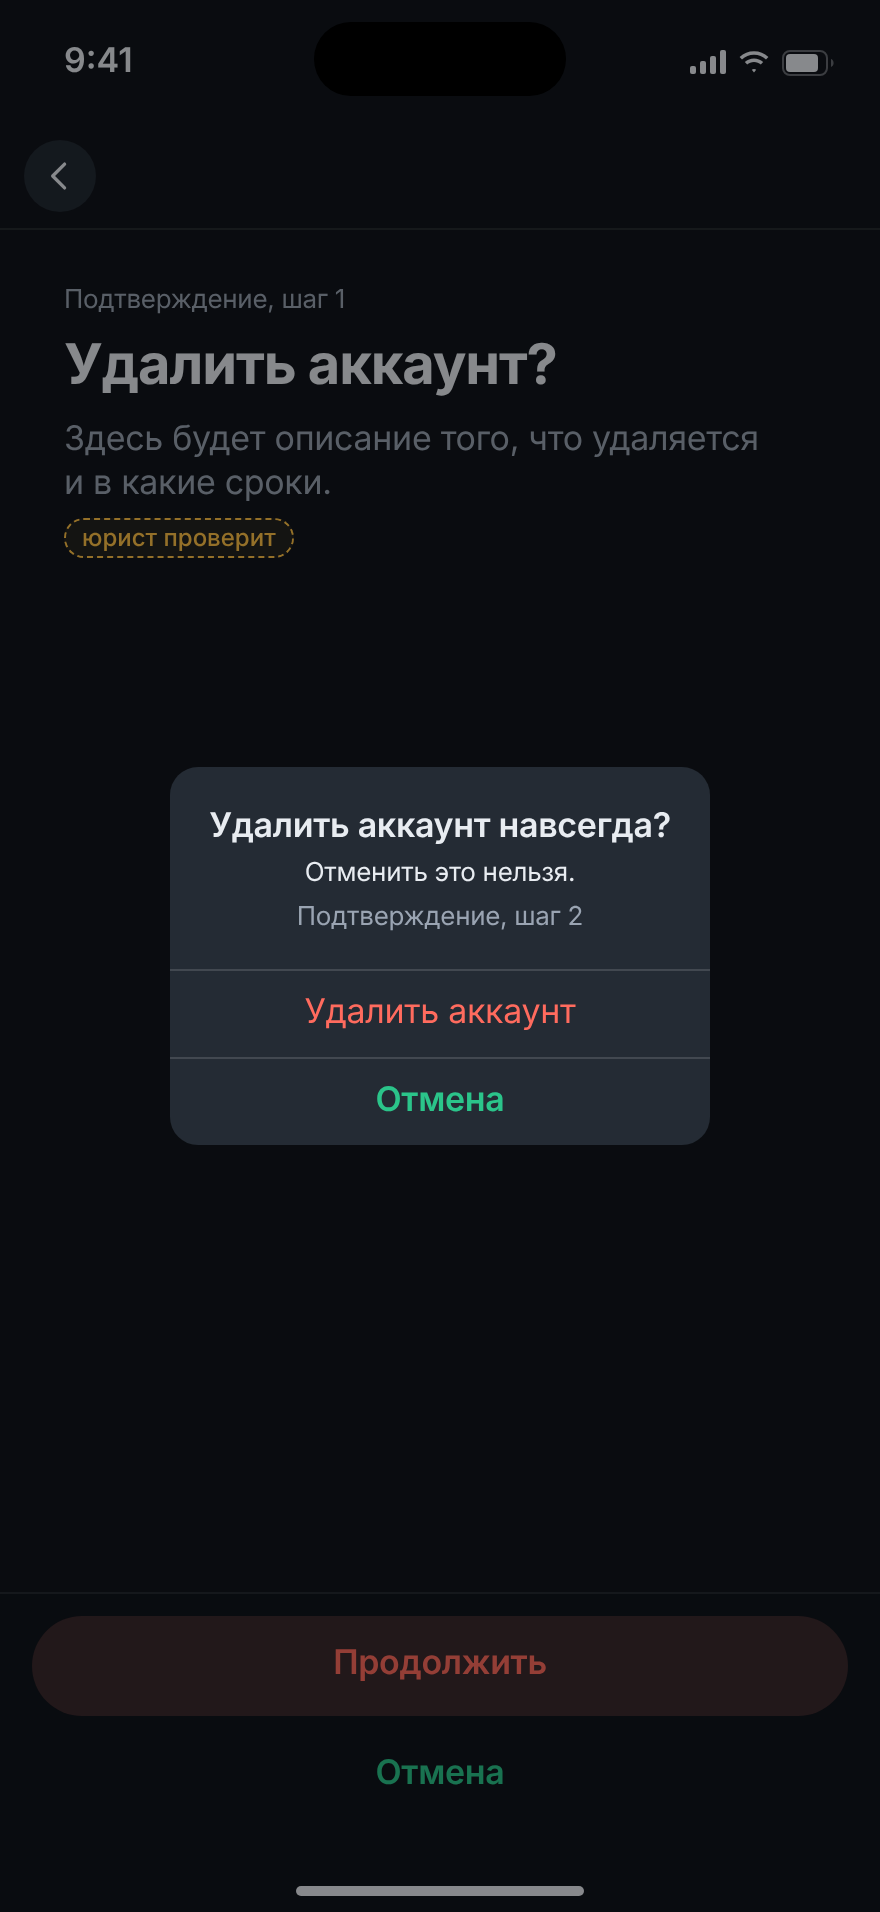 9:41
Подтверждение, шаг 1
Удалить аккаунт?
Здесь будет описание того, что удаляется
и в какие сроки.
юрист проверит
Удалить аккаунт навсегда?
Отменить это нельзя.
Подтверждение, шаг 2
Удалить аккаунт
Отмена
Продолжить
Отмена